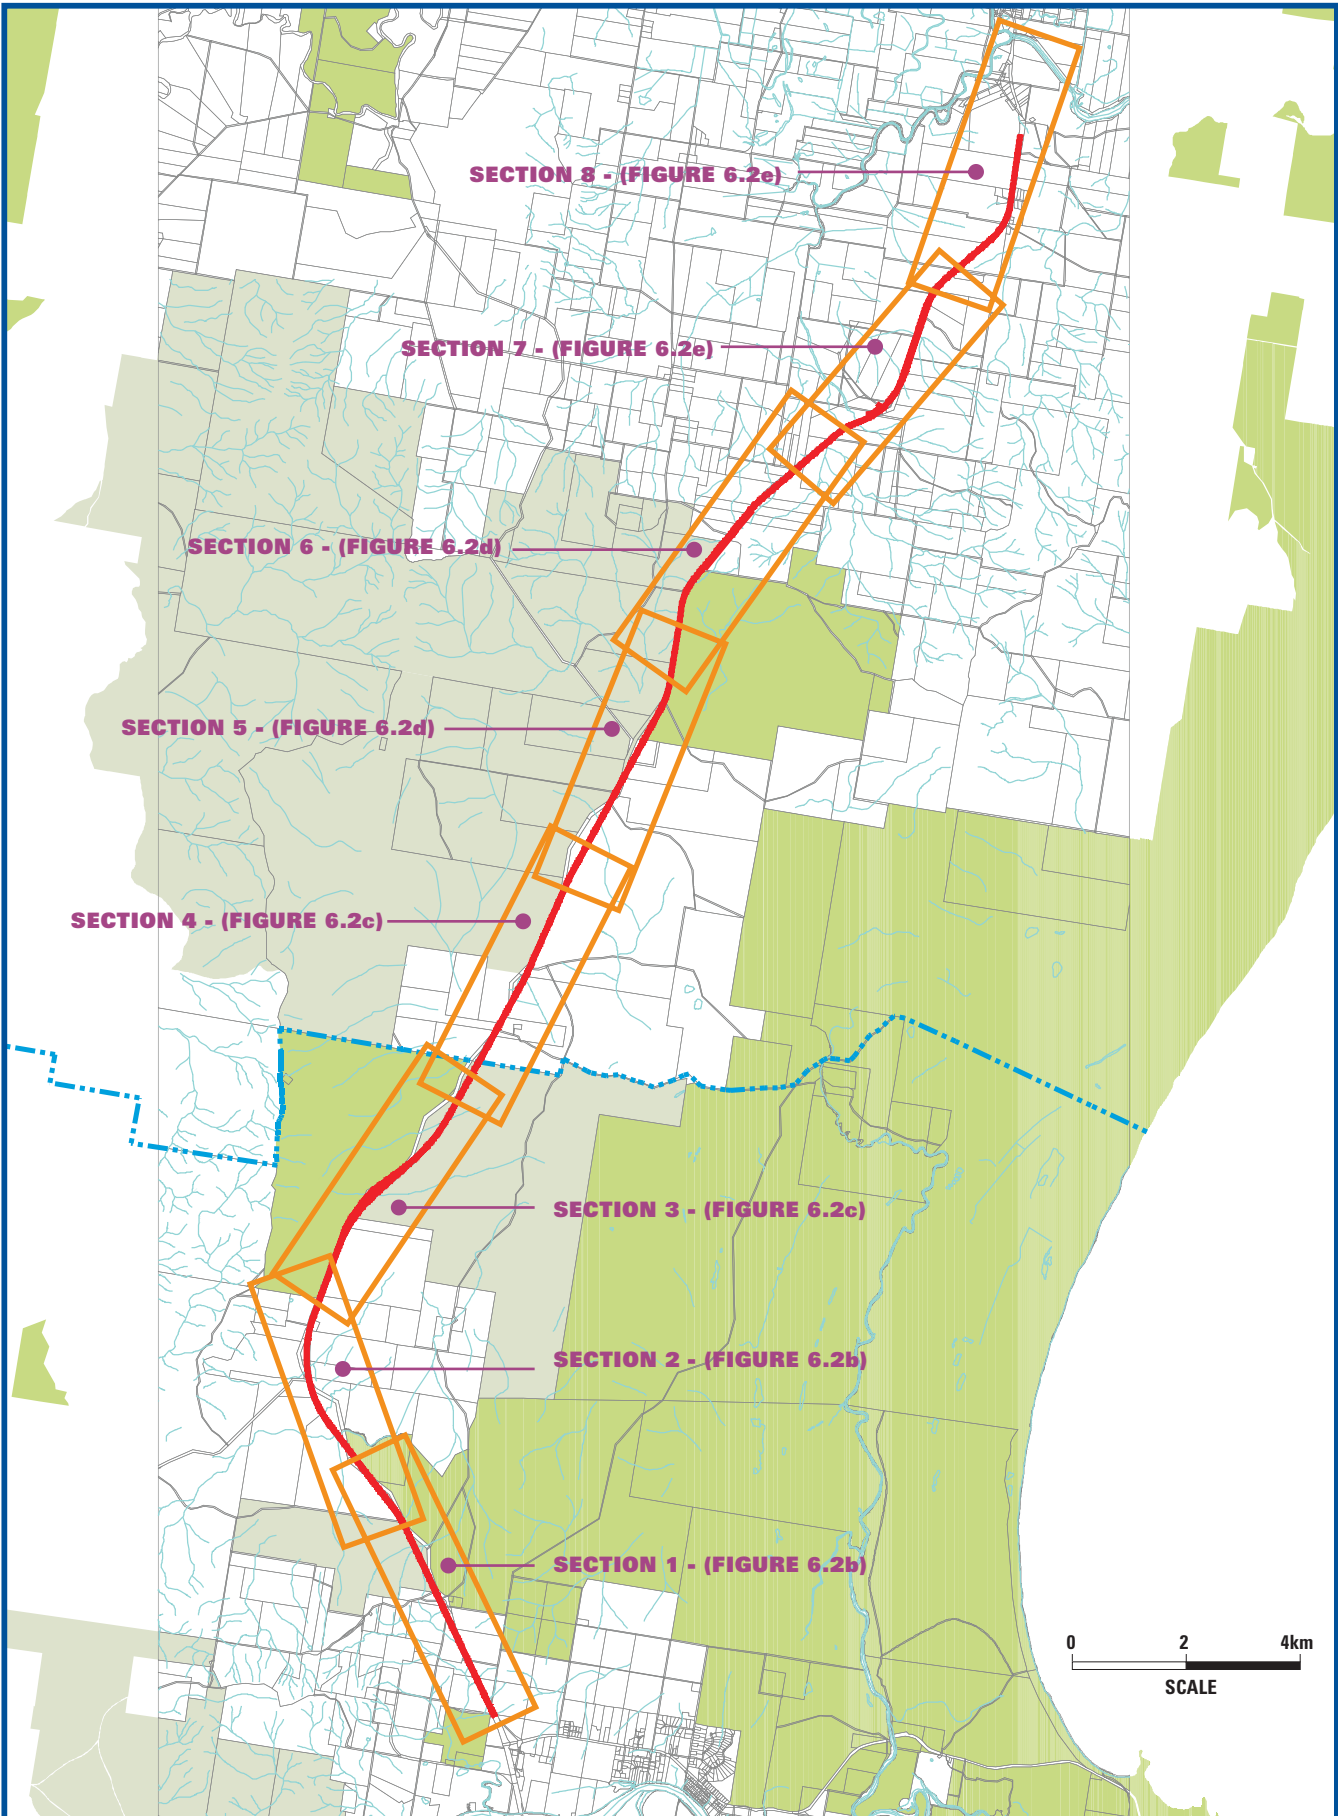 SECTION 8 - (FIGURE 6.2e)
SECTION 7 - (FIGURE 6.2e)
SECTION 6 - (FIGURE 6.2d)
SECTION 5 - (FIGURE 6.2d)
SECTION 4 - (FIGURE 6.2c)
SECTION 3 - (FIGURE 6.2c)
SECTION 2 - (FIGURE 6.2b)
SECTION 1 - (FIGURE 6.2b)
0 2 4km
SCALE